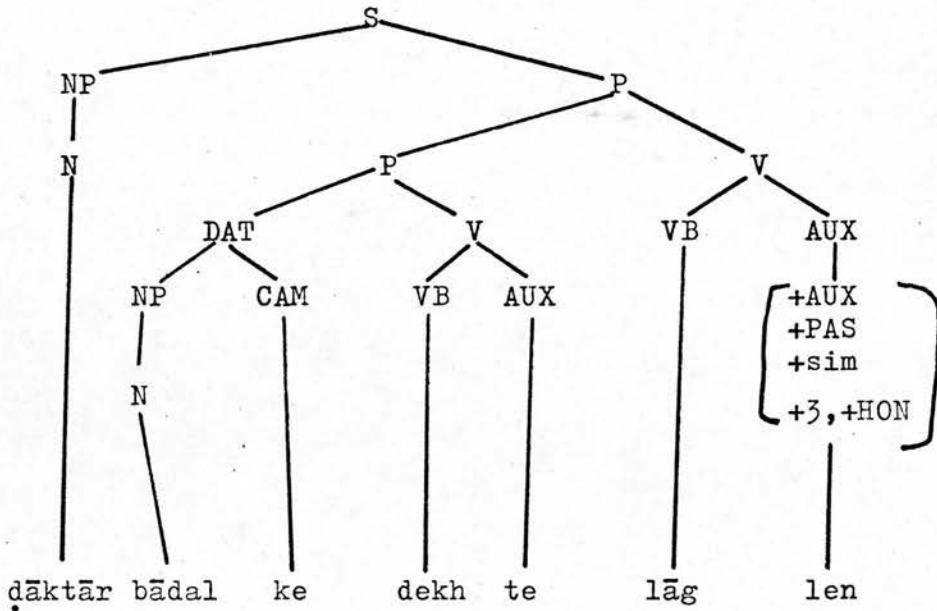 S
NP P
N P V
DAT V VB AUX
NP CAM VB AUX +AUX
+PAS
+sim
N +3,+HON
ḍāktār bādal ke dekh te lāg len